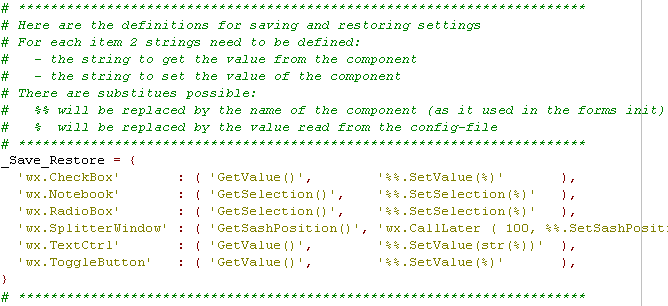 # **********************************************************************
# Here are the definitions for saving and restoring settings
# For each item 2 strings need to be defined:
#   - the string to get the value from the component
#   - the string to set the value of the component
# There are substitues possible:
#   %% will be replaced by the name of the component (as it used in the forms init)
#   %  will be replaced by the value read from the config-file
# **********************************************************************
_Save_Restore = {
  'wx.CheckBox'       : ( 'GetValue()',        '%%.SetValue(%)'       ),
  'wx.Notebook'       : ( 'GetSelection()',    '%%.SetSelection(%)'   ),
  'wx.RadioBox'       : ( 'GetSelection()',    '%%.SetSelection(%)'   ),
  'wx.SplitterWindow' : ( 'GetSashPosition()', 'wx.CallLater ( 100, %%.SetSashPosit
  'wx.TextCtrl'       : ( 'GetValue()',        '%%.SetValue(str(%))'  ),
  'wx.ToggleButton'   : ( 'GetValue()',        '%%.SetValue(%)'       ),
}
# **********************************************************************